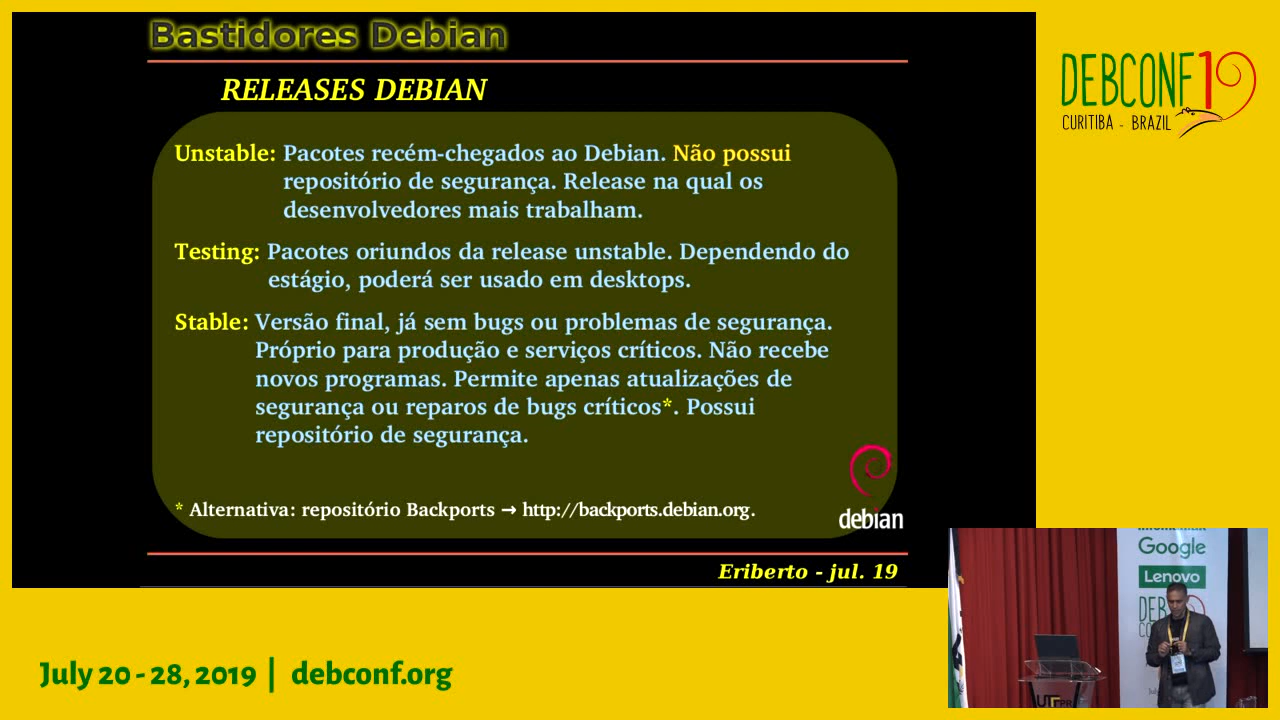 Bastidores Debian
RELEASES DEBIAN
Unstable: Pacotes recém-chegados ao Debian. Não possui
repositório de segurança. Release na qual os
desenvolvedores mais trabalham.
Testing: Pacotes oriundos da release unstable. Dependendo do
estágio, poderá ser usado em desktops.
Stable: Versão final, já sem bugs ou problemas de segurança.
Próprio para produção e serviços críticos. Não recebe
novos programas. Permite apenas atualizações de
segurança ou reparos de bugs críticos*. Possui
repositório de segurança.
* Alternativa: repositório Backports → http://backports.debian.org.
debian
Eriberto - jul. 19
DEBCONF19
CURITIBA - BRAZIL
Google
Lenovo
July 20 - 28, 2019 | debconf.org